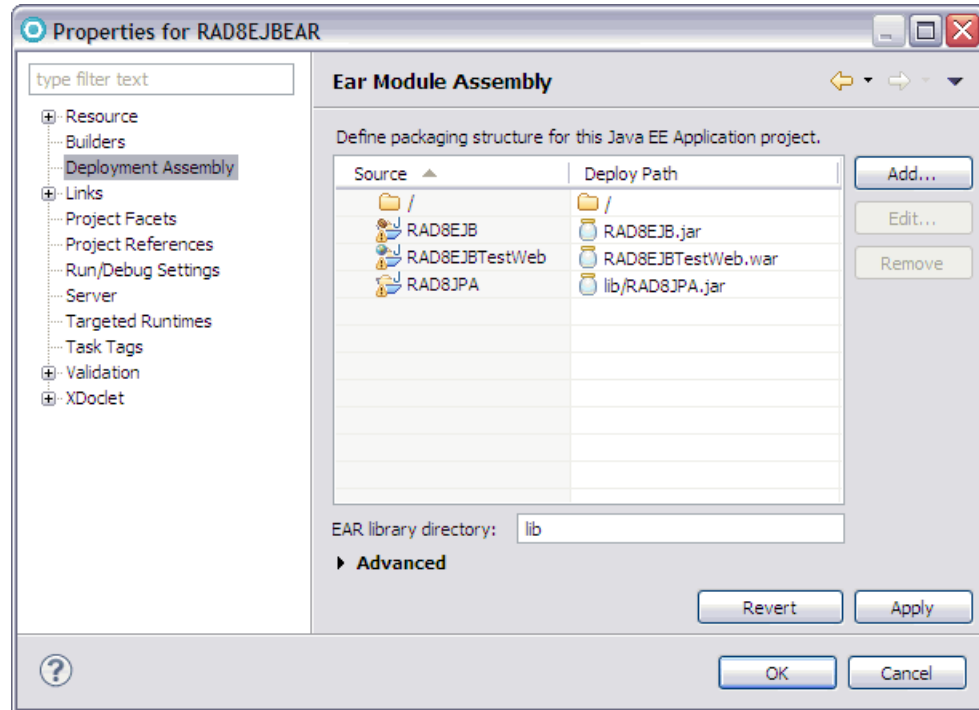 Properties for RAD8EJBEAR
type filter text
Resource
Builders
Deployment Assembly
Links
Project Facets
Project References
Run/Debug Settings
Server
Targeted Runtimes
Task Tags
Validation
XDoclet
Ear Module Assembly
Define packaging structure for this Java EE Application project.
Source Deploy Path
/ /
RAD8EJB RAD8EJB.jar
RAD8EJBTestWeb RAD8EJBTestWeb.war
RAD8JPA lib/RAD8JPA.jar
Add...
Edit...
Remove
EAR library directory: lib
Advanced
Revert Apply
? OK Cancel